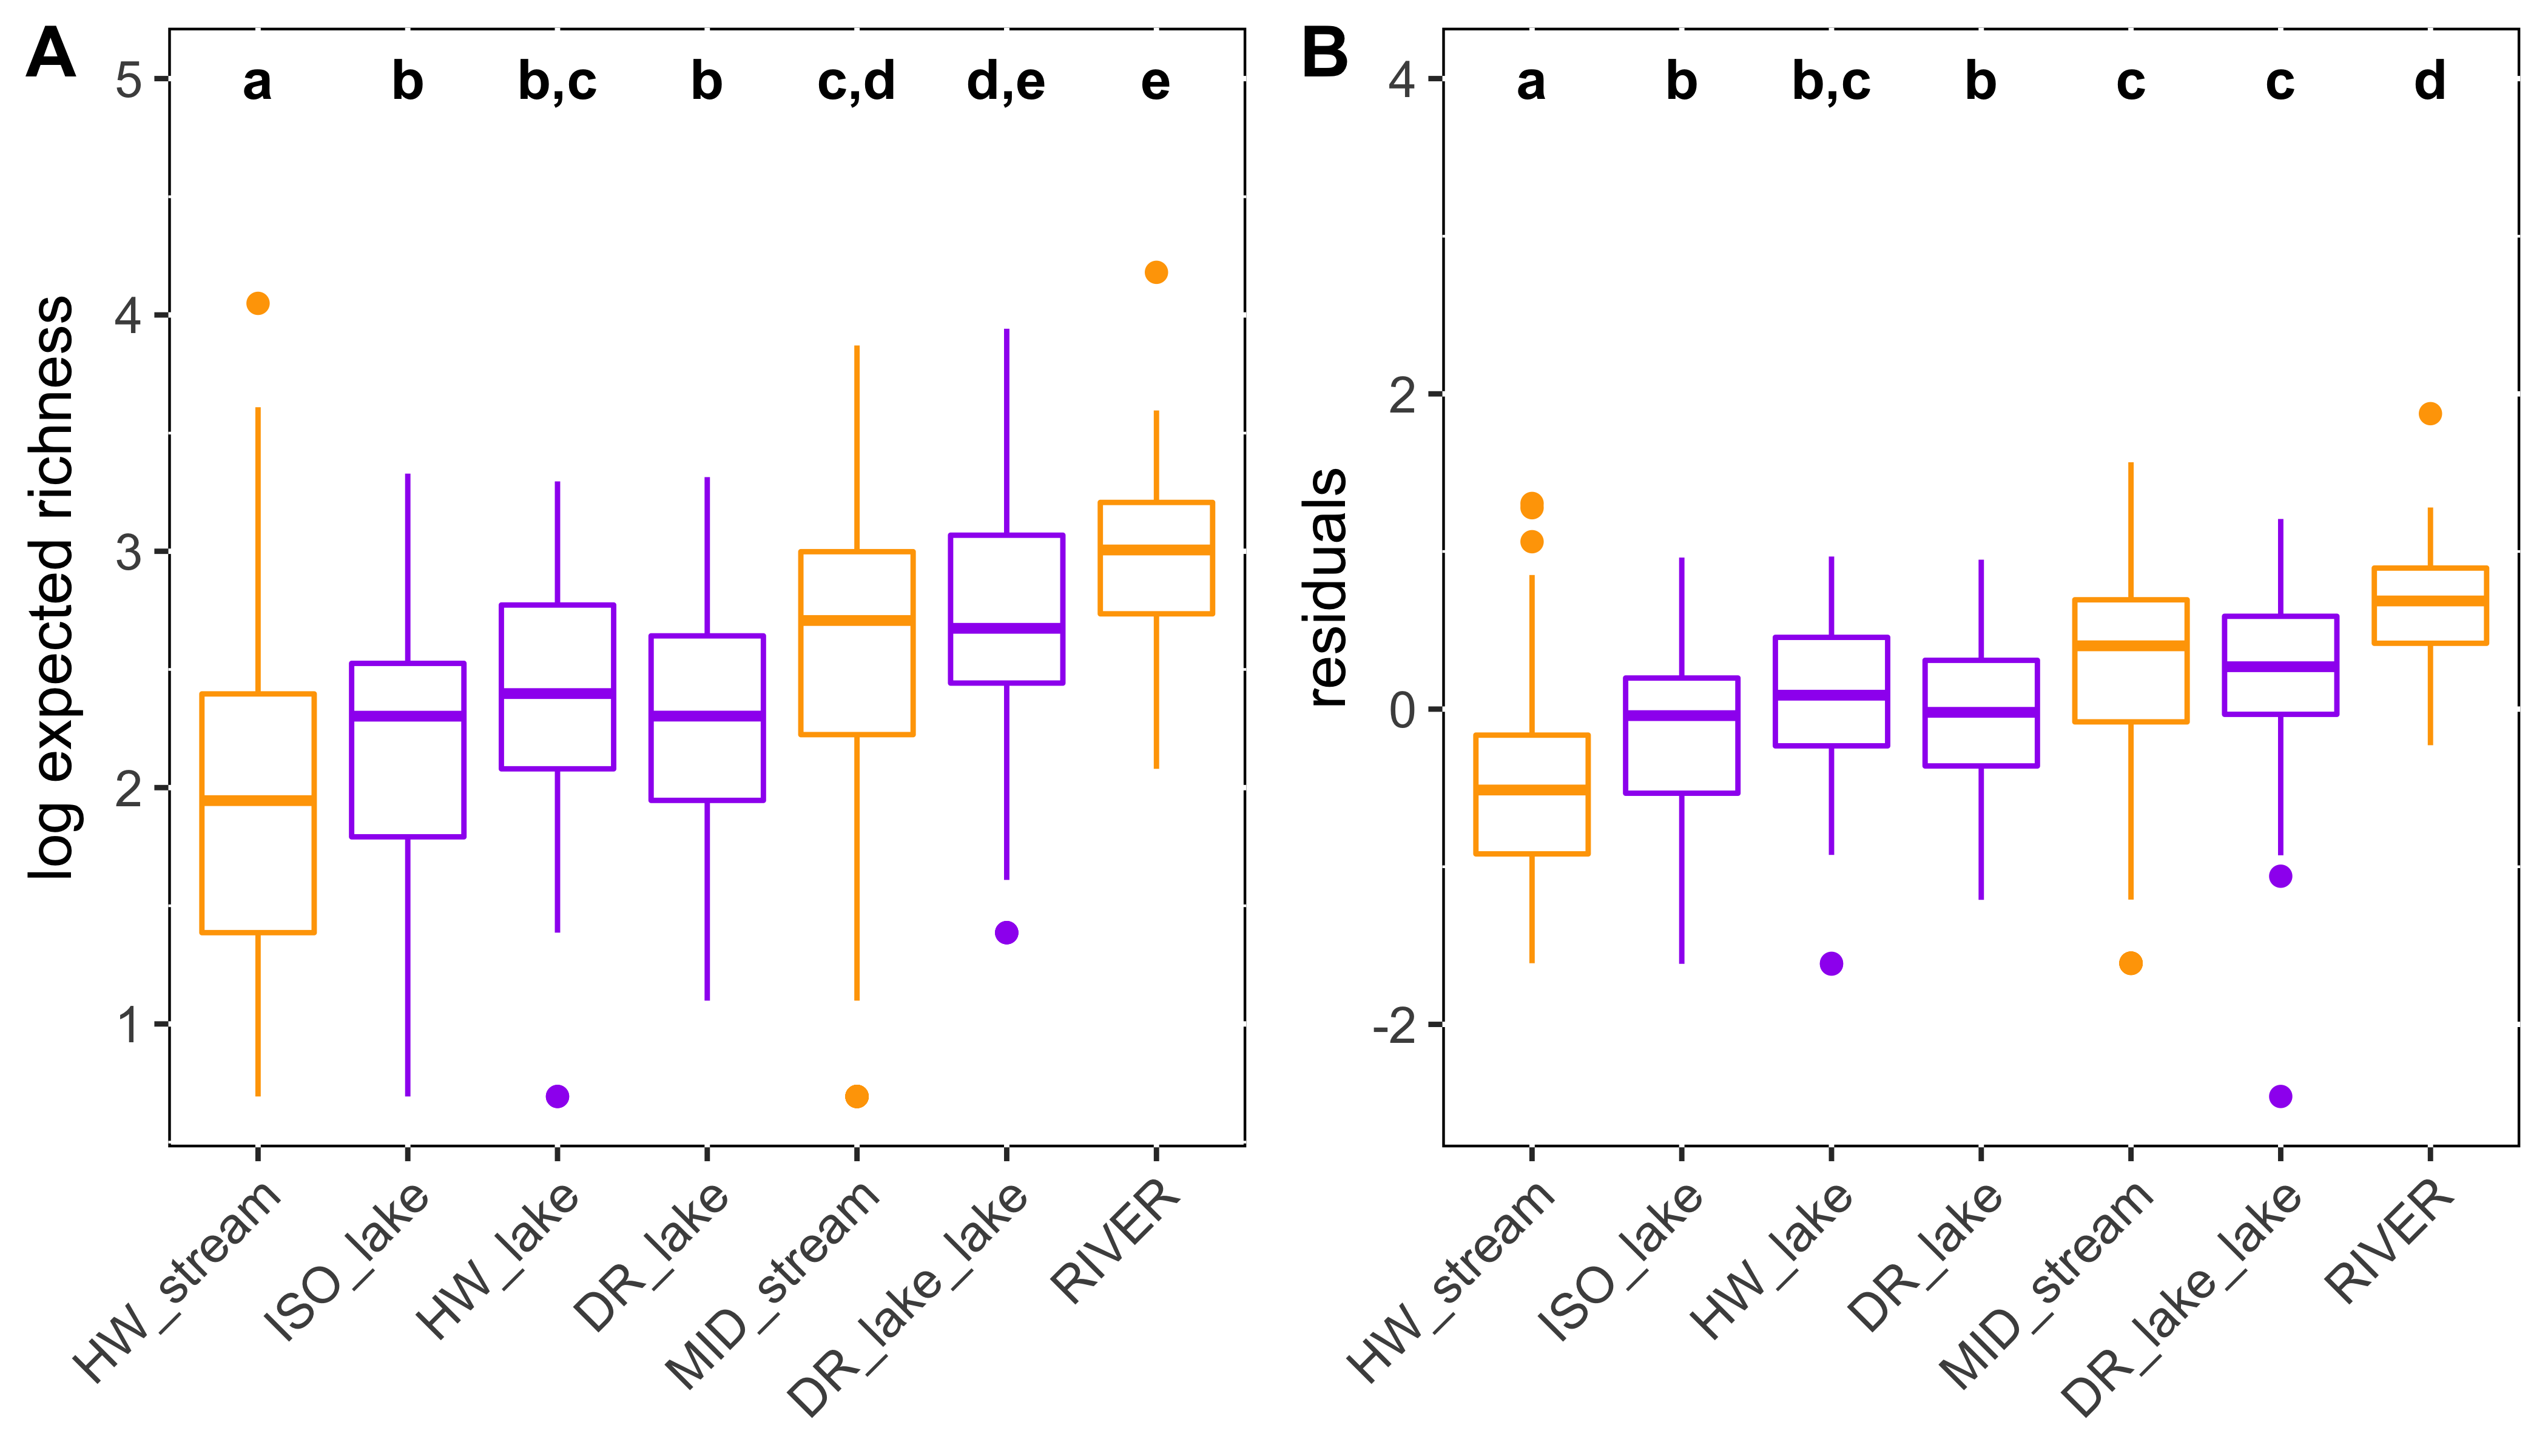 A
a b b,c b c,d d,e e
5
4
3
2
1
log expected richness
HW_stream
ISO_lake
HW_lake
DR_lake
MID_stream
DR_lake_lake
RIVER
B
a b b,c b c c d
4
2
0
-2
residuals
HW_stream
ISO_lake
HW_lake
DR_lake
MID_stream
DR_lake_lake
RIVER